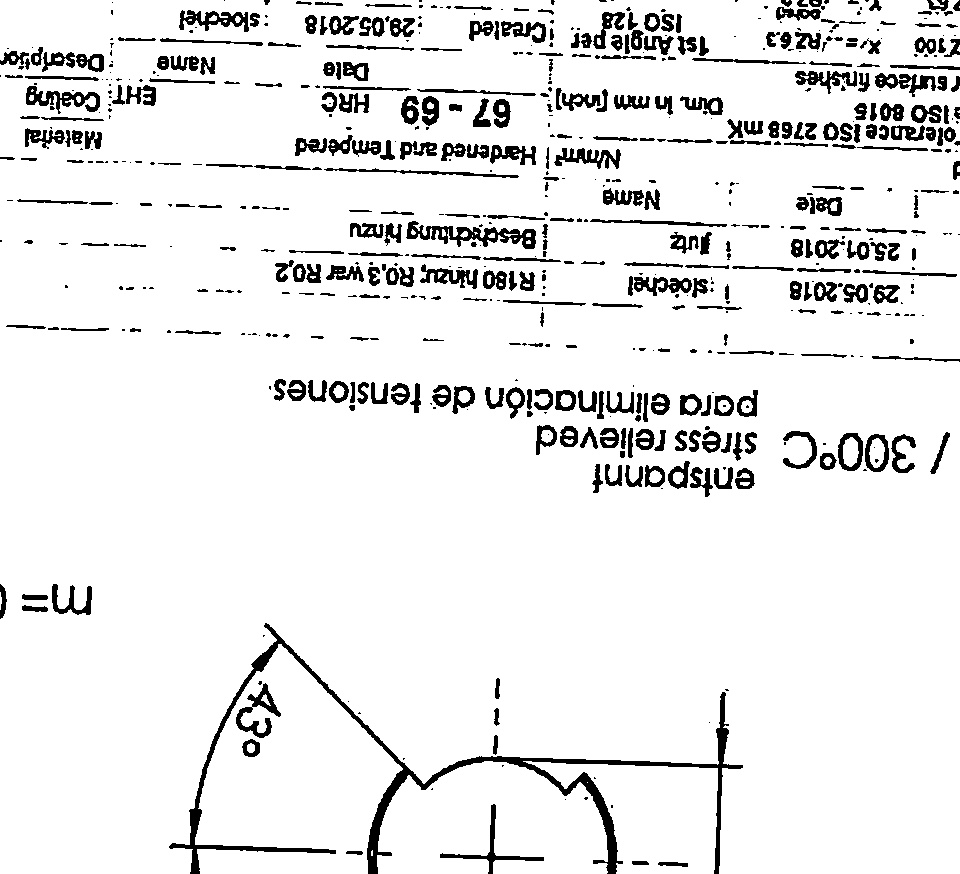 43°
m=
/ 300°C
entspannt
stress relieved
para eliminación de tensiones
29.05.2018 sloechel R180 hinzu; R0,3 war R0,2
25.01.2018 jlutz Beschichtung hinzu
Date Name
N/mm² Hardened and Tempered Material
ISO 2768 mK 67 - 69 HRC EHT Coating
ISO 8015 Dim. in mm [inch]
surface finishes Date Name
1st Angle per Created 29.05.2018 sloechel
ISO 128